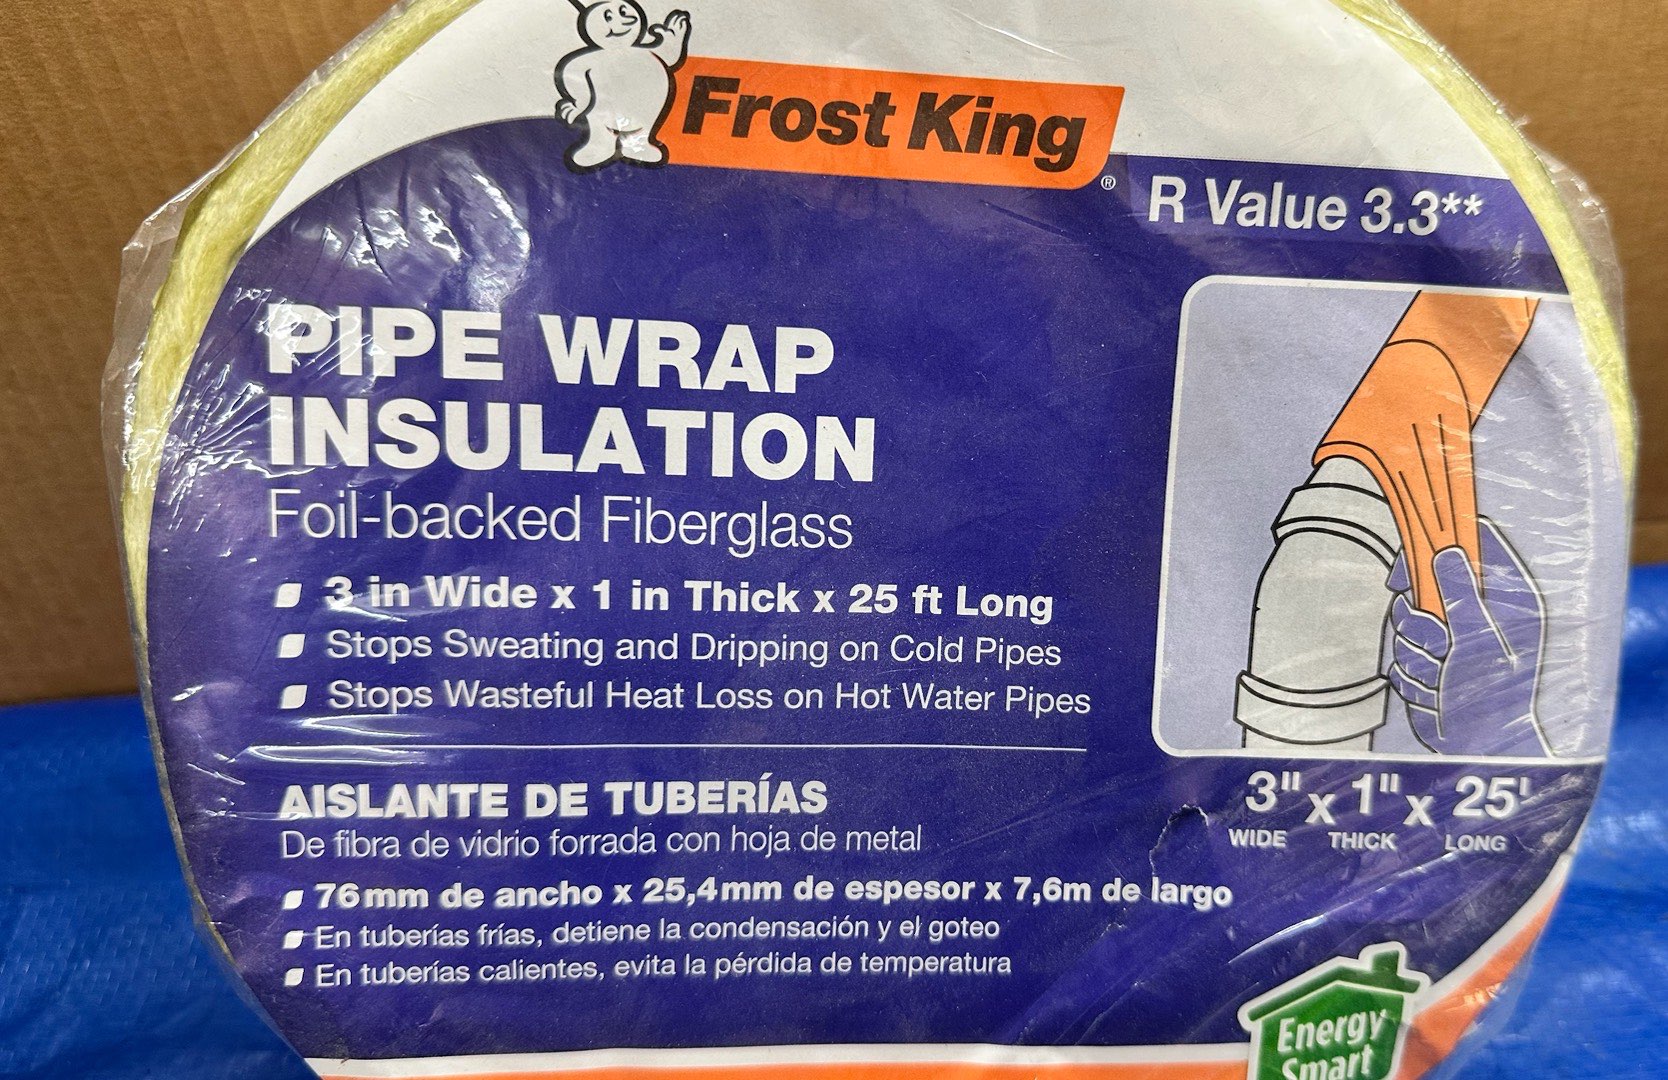 Frost King®
R Value 3.3**
PIPE WRAP
INSULATION
Foil-backed Fiberglass
3 in Wide x 1 in Thick x 25 ft Long
Stops Sweating and Dripping on Cold Pipes
Stops Wasteful Heat Loss on Hot Water Pipes
3" x 1" x 25'
WIDE THICK LONG
AISLANTE DE TUBERÍAS
De fibra de vidrio forrada con hoja de metal
76mm de ancho x 25,4mm de espesor x 7,6m de largo
En tuberías frías, detiene la condensación y el goteo
En tuberías calientes, evita la pérdida de temperatura
Energy
Smart